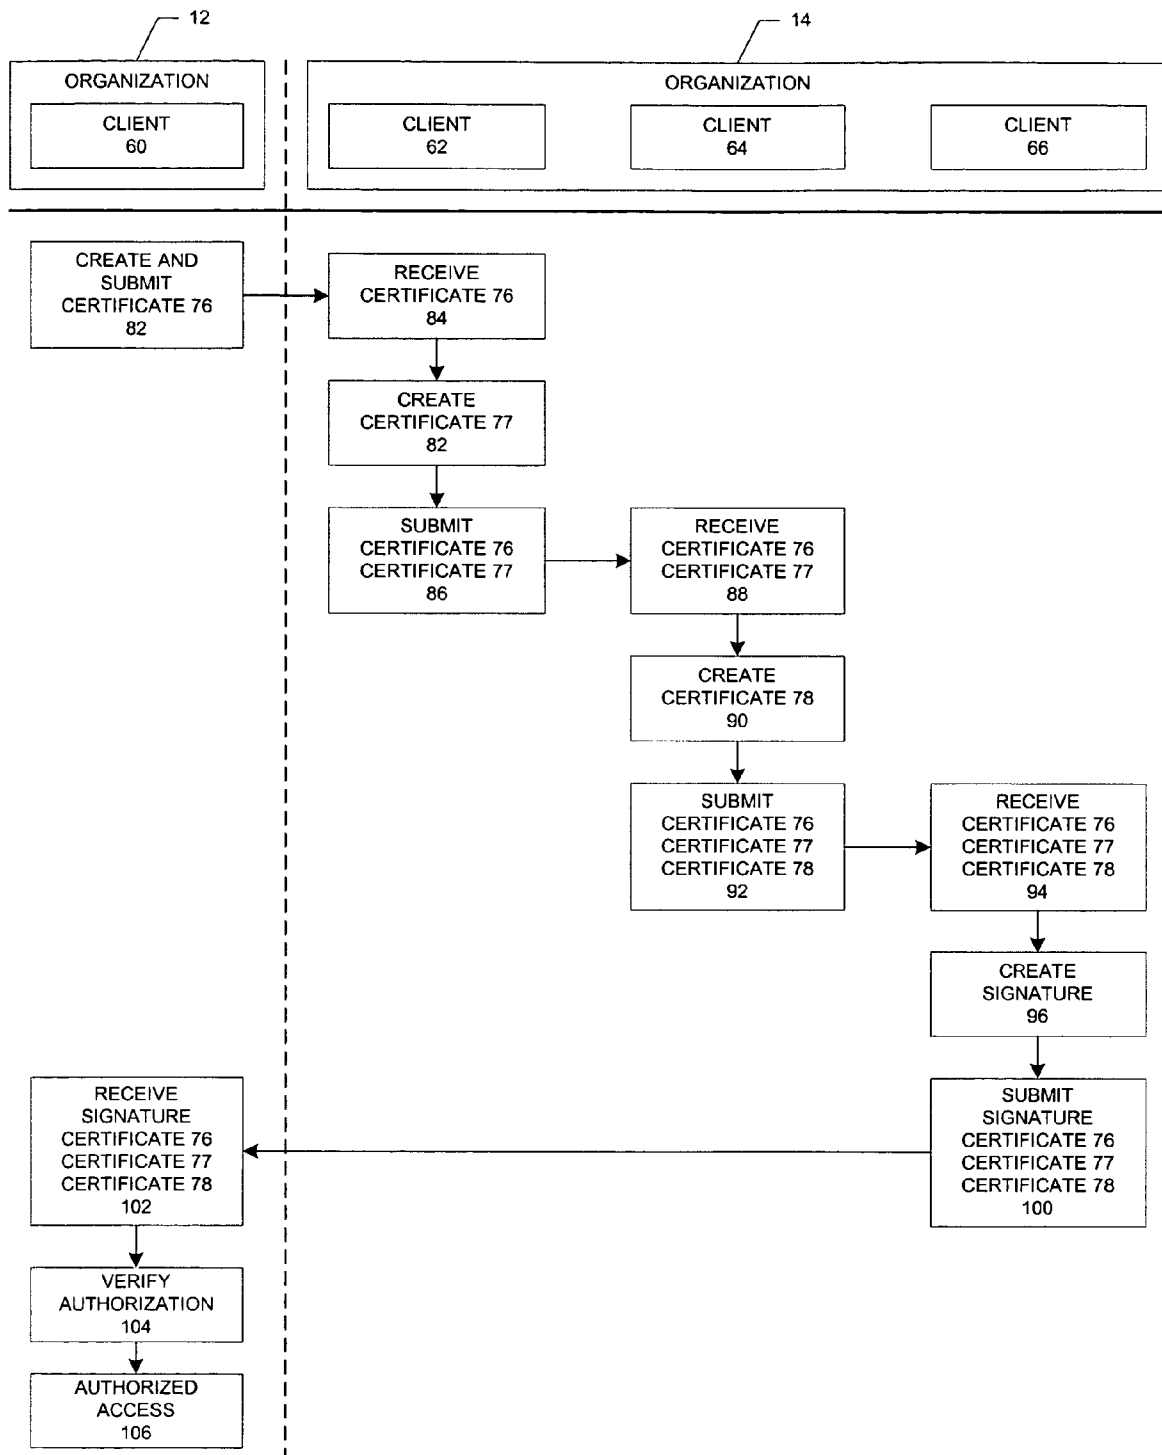 12
14
ORGANIZATION
CLIENT
60
ORGANIZATION
CLIENT
62
CLIENT
64
CLIENT
66
CREATE AND
SUBMIT
CERTIFICATE 76
82
RECEIVE
CERTIFICATE 76
84
CREATE
CERTIFICATE 77
82
SUBMIT
CERTIFICATE 76
CERTIFICATE 77
86
RECEIVE
CERTIFICATE 76
CERTIFICATE 77
88
CREATE
CERTIFICATE 78
90
SUBMIT
CERTIFICATE 76
CERTIFICATE 77
CERTIFICATE 78
92
RECEIVE
CERTIFICATE 76
CERTIFICATE 77
CERTIFICATE 78
94
CREATE
SIGNATURE
96
SUBMIT
SIGNATURE
CERTIFICATE 76
CERTIFICATE 77
CERTIFICATE 78
100
RECEIVE
SIGNATURE
CERTIFICATE 76
CERTIFICATE 77
CERTIFICATE 78
102
VERIFY
AUTHORIZATION
104
AUTHORIZED
ACCESS
106